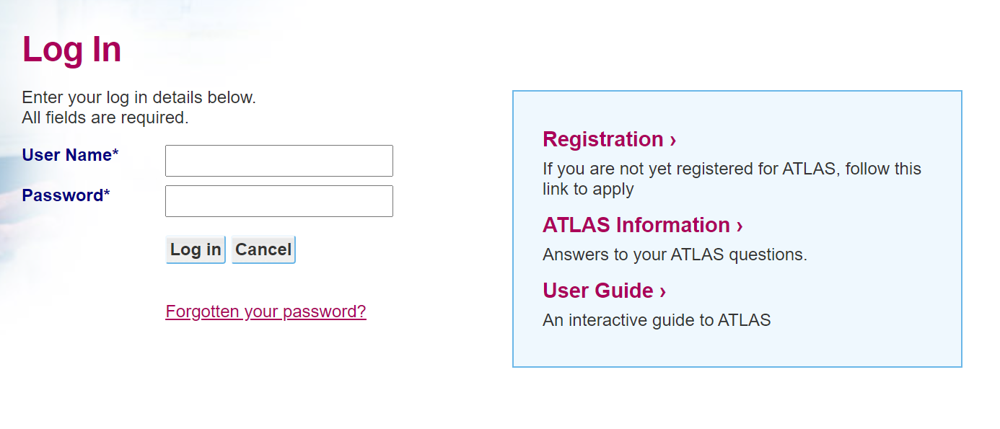 Log In
Enter your log in details below.
All fields are required.
User Name*
Password*
Log in Cancel
Forgotten your password?
Registration ›
If you are not yet registered for ATLAS, follow this
link to apply
ATLAS Information ›
Answers to your ATLAS questions.
User Guide ›
An interactive guide to ATLAS